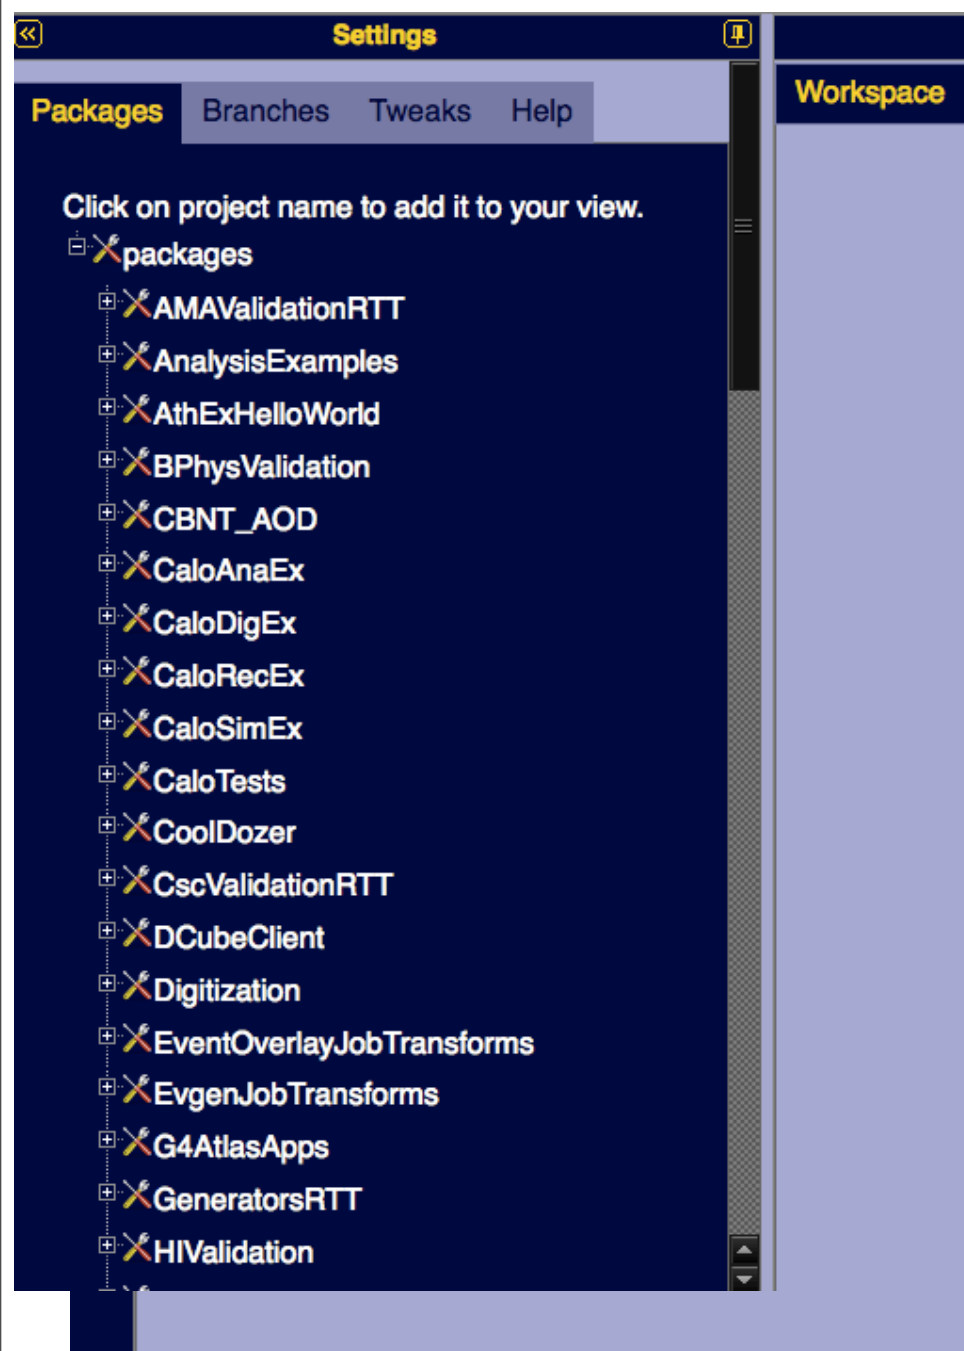 Settings
Workspace
Packages Branches Tweaks Help
Click on project name to add it to your view.
packages
AMAValidationRTT
AnalysisExamples
AthExHelloWorld
BPhysValidation
CBNT_AOD
CaloAnaEx
CaloDigEx
CaloRecEx
CaloSimEx
CaloTests
CoolDozer
CscValidationRTT
DCubeClient
Digitization
EventOverlayJobTransforms
EvgenJobTransforms
G4AtlasApps
GeneratorsRTT
HIValidation